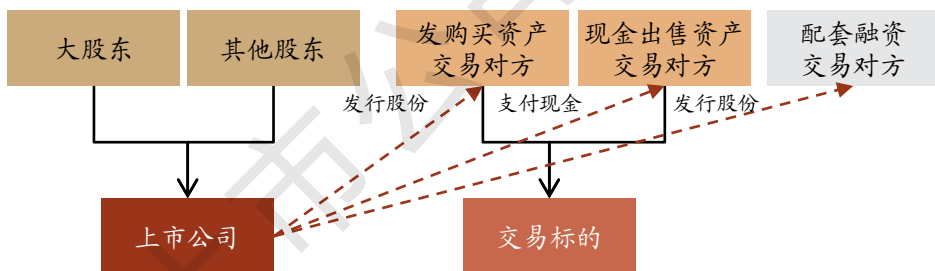 大股东
其他股东
发购买资产
交易对方
现金出售资产
交易对方
配套融资
交易对方
发行股份
支付现金
发行股份
上市公司
交易标的